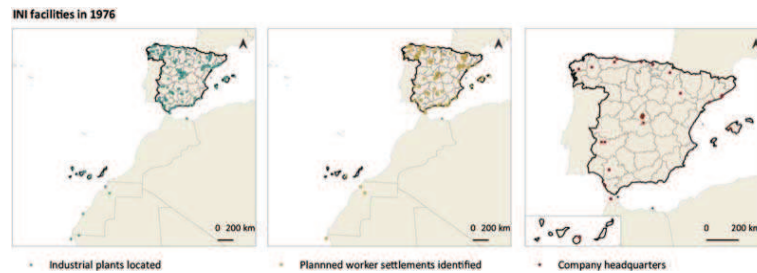 INI facilities in 1976
0 200 km
0 200 km
0 200 km
Industrial plants located
Plannned worker settlements identified
Company headquarters